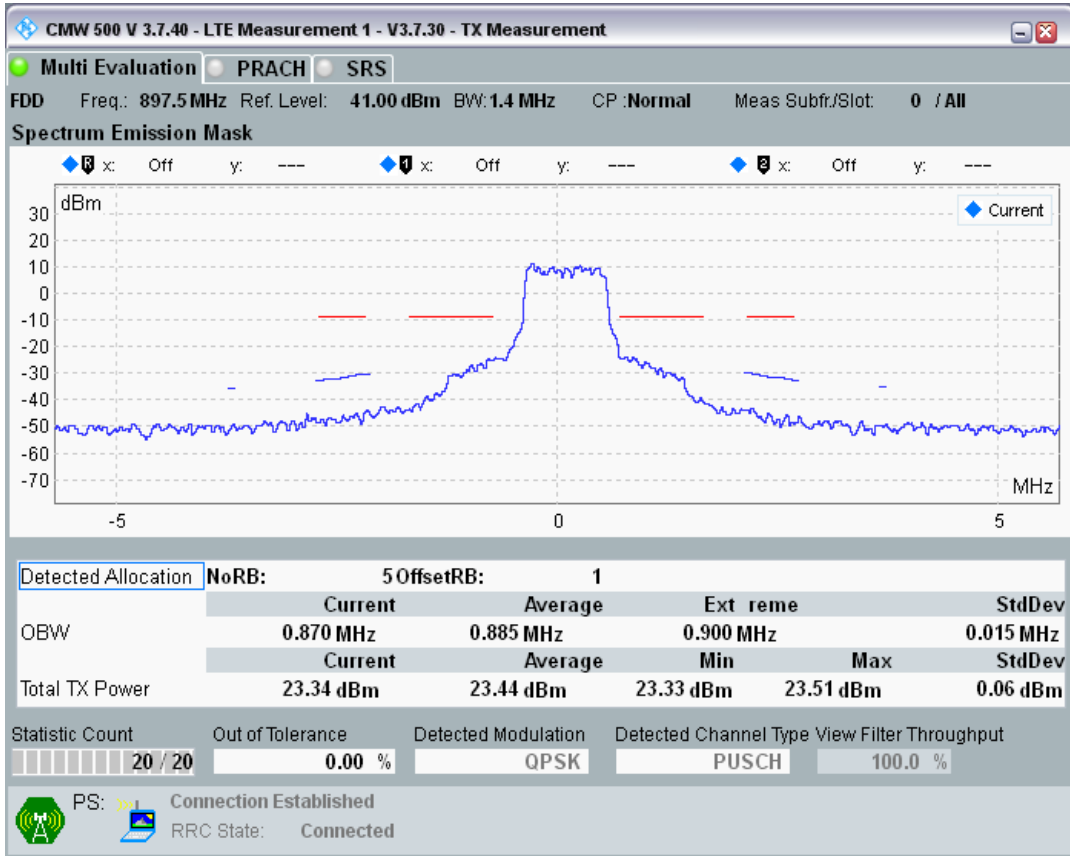 CMW 500 V 3.7.40 - LTE Measurement 1 - V3.7.30 - TX Measurement
Multi Evaluation PRACH SRS
FDD Freq.: 897.5 MHz Ref. Level: 41.00 dBm BW: 1.4 MHz CP :Normal Meas Subfr./Slot: 0 / All
Spectrum Emission Mask
R x: Off y: --- 1 x: Off y: --- 2 x: Off y: ---
dBm
Current
30
20
10
0
-10
-20
-30
-40
-50
-60
-70
MHz
-5 0 5
Detected Allocation NoRB: 5 OffsetRB: 1
Current Average Ext reme StdDev
OBW 0.870 MHz 0.885 MHz 0.900 MHz 0.015 MHz
Current Average Min Max StdDev
Total TX Power 23.34 dBm 23.44 dBm 23.33 dBm 23.51 dBm 0.06 dBm
Statistic Count Out of Tolerance Detected Modulation Detected Channel Type View Filter Throughput
20 / 20 0.00 % QPSK PUSCH 100.0 %
PS: Connection Established
RRC State: Connected